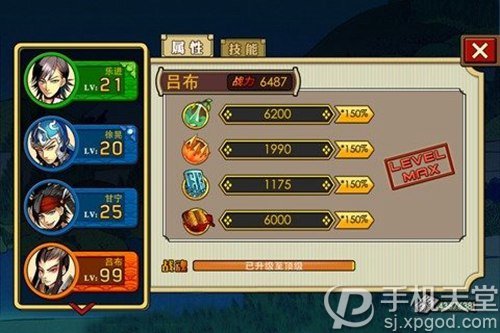 属性
技能
乐进
LV: 21
徐晃
LV: 20
甘宁
LV: 25
吕布
LV: 99
吕布 战力 6487
6200 *150%
1990 *150%
1175 *150%
6000 *150%
LEVEL MAX
战魂 已升级至顶级
手机天堂
sj.xpgod.com